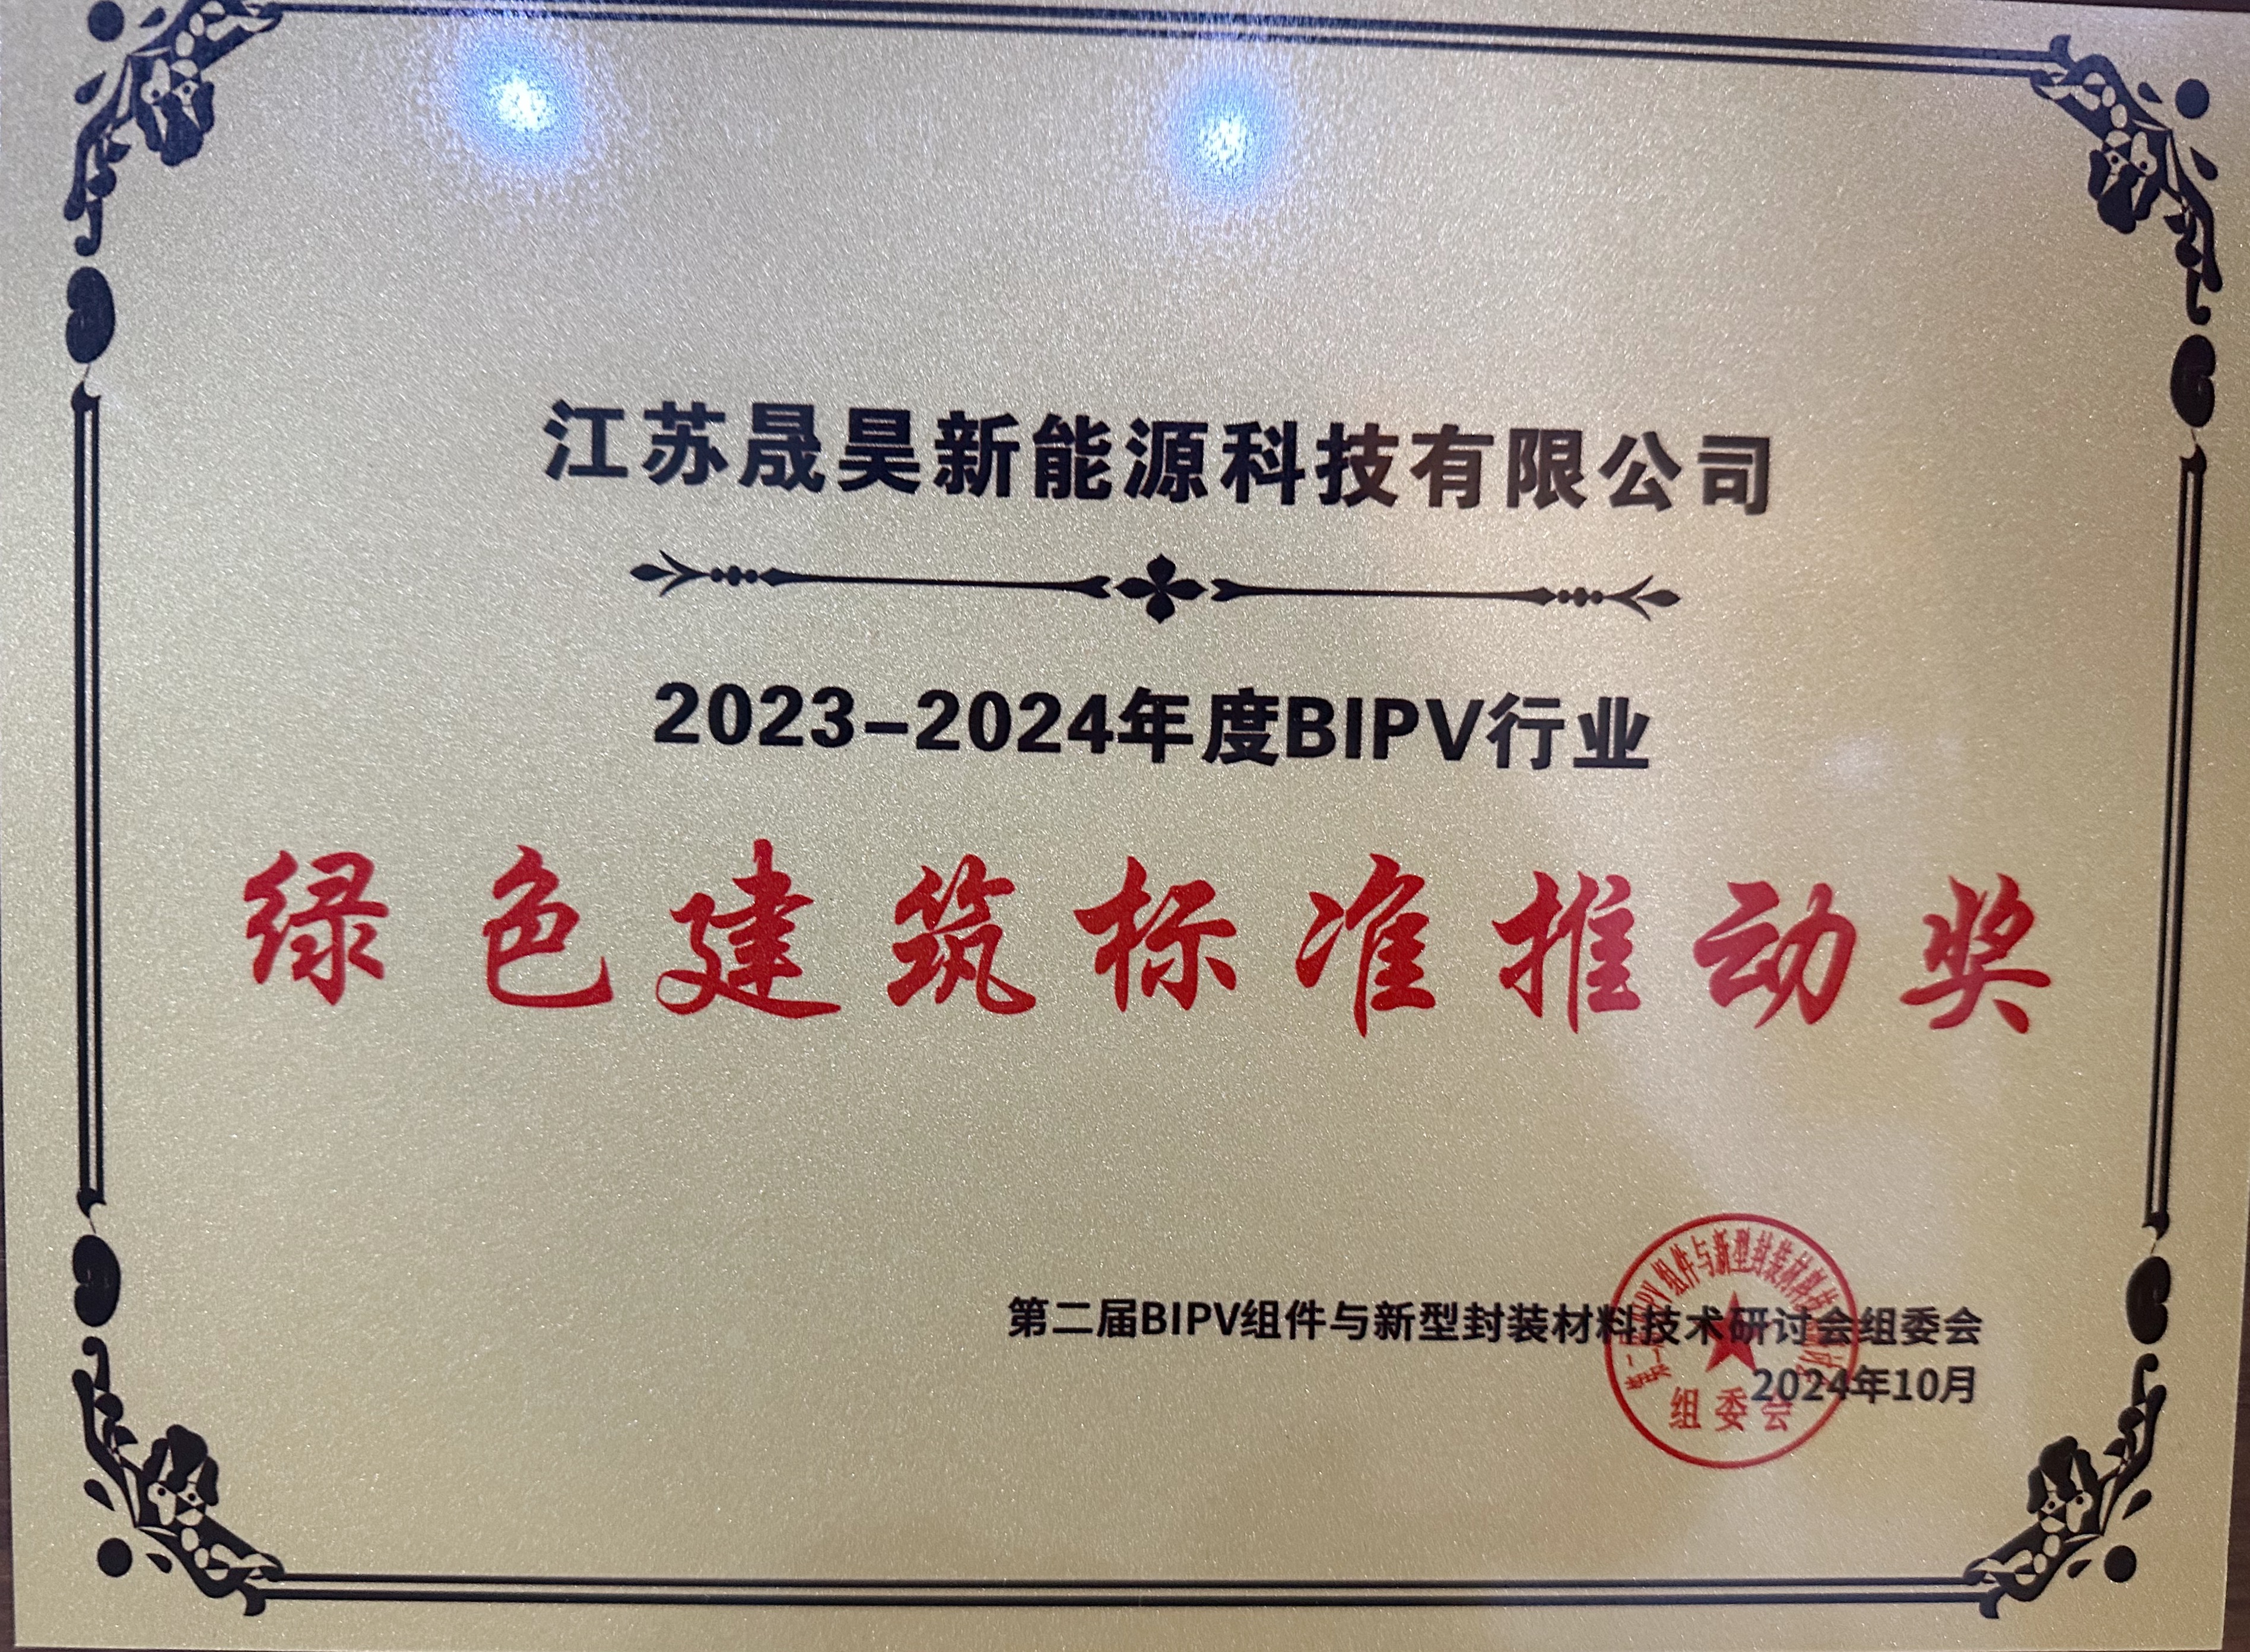 江苏晟昊新能源科技有限公司
2023-2024年度BIPV行业
绿色建筑标准推动奖
第二届BIPV组件与新型封装材料技术研讨会组委会
2024年10月
组委会